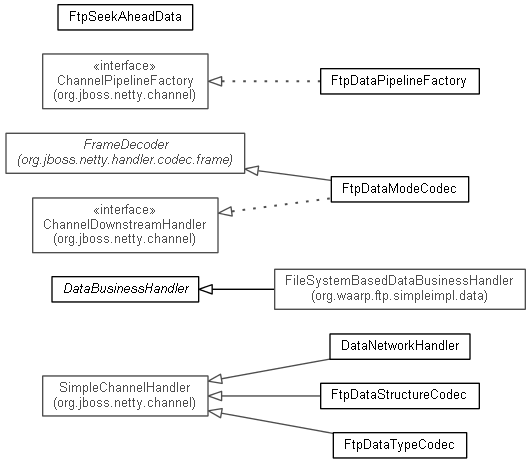 FtpSeekAheadData
«interface»
ChannelPipelineFactory
(org.jboss.netty.channel)
FtpDataPipelineFactory
FrameDecoder
(org.jboss.netty.handler.codec.frame)
FtpDataModeCodec
«interface»
ChannelDownstreamHandler
(org.jboss.netty.channel)
DataBusinessHandler
FileSystemBasedDataBusinessHandler
(org.waarp.ftp.simpleimpl.data)
DataNetworkHandler
SimpleChannelHandler
(org.jboss.netty.channel)
FtpDataStructureCodec
FtpDataTypeCodec